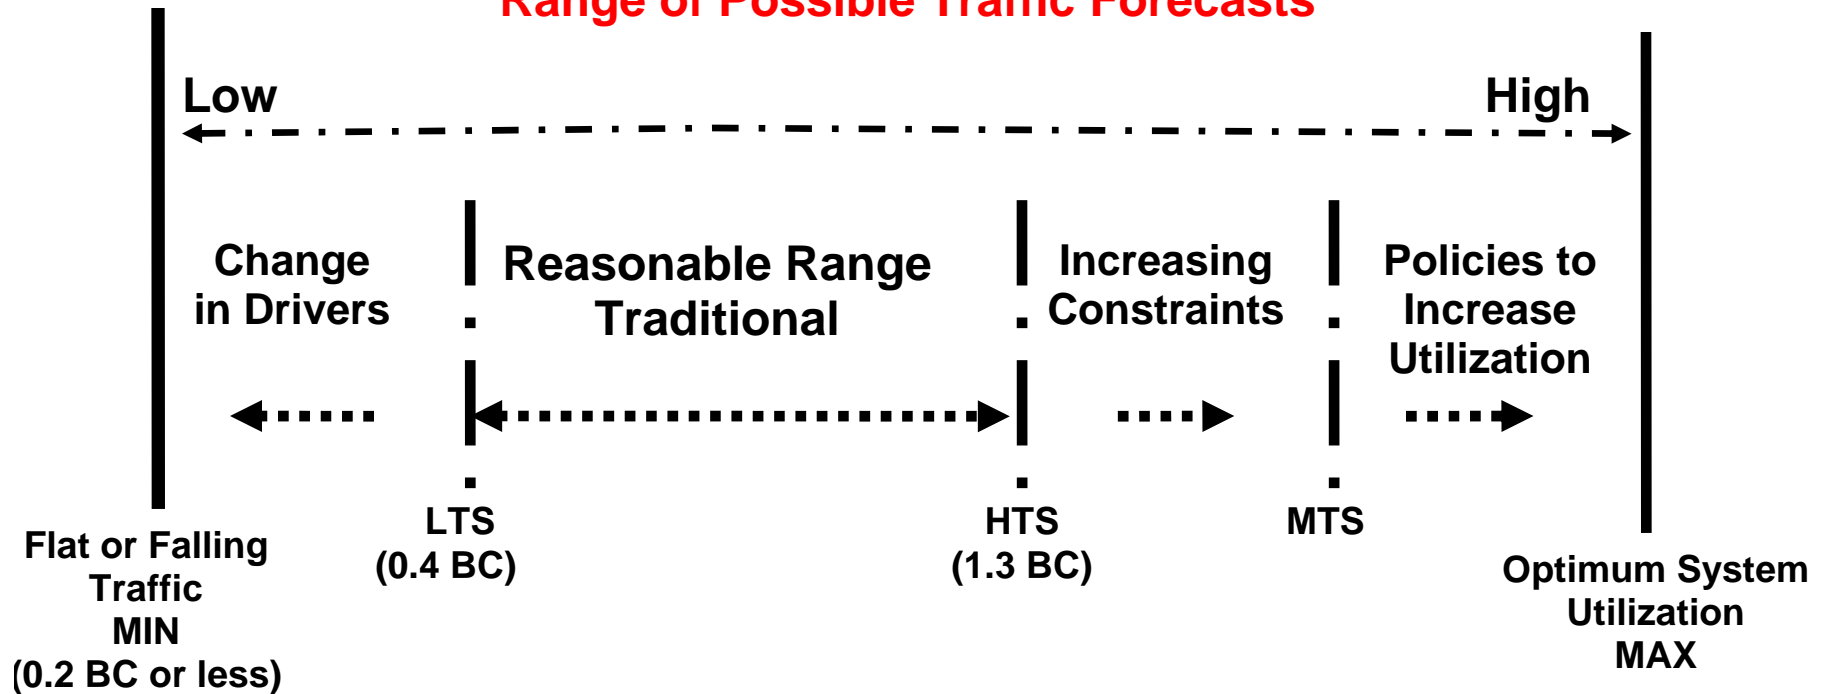 Range of Possible Traffic Forecasts
Low
High
Change
in Drivers
Reasonable Range
Traditional
Increasing
Constraints
Policies to
Increase
Utilization
Flat or Falling
Traffic
MIN
(0.2 BC or less)
LTS
(0.4 BC)
HTS
(1.3 BC)
MTS
Optimum System
Utilization
MAX